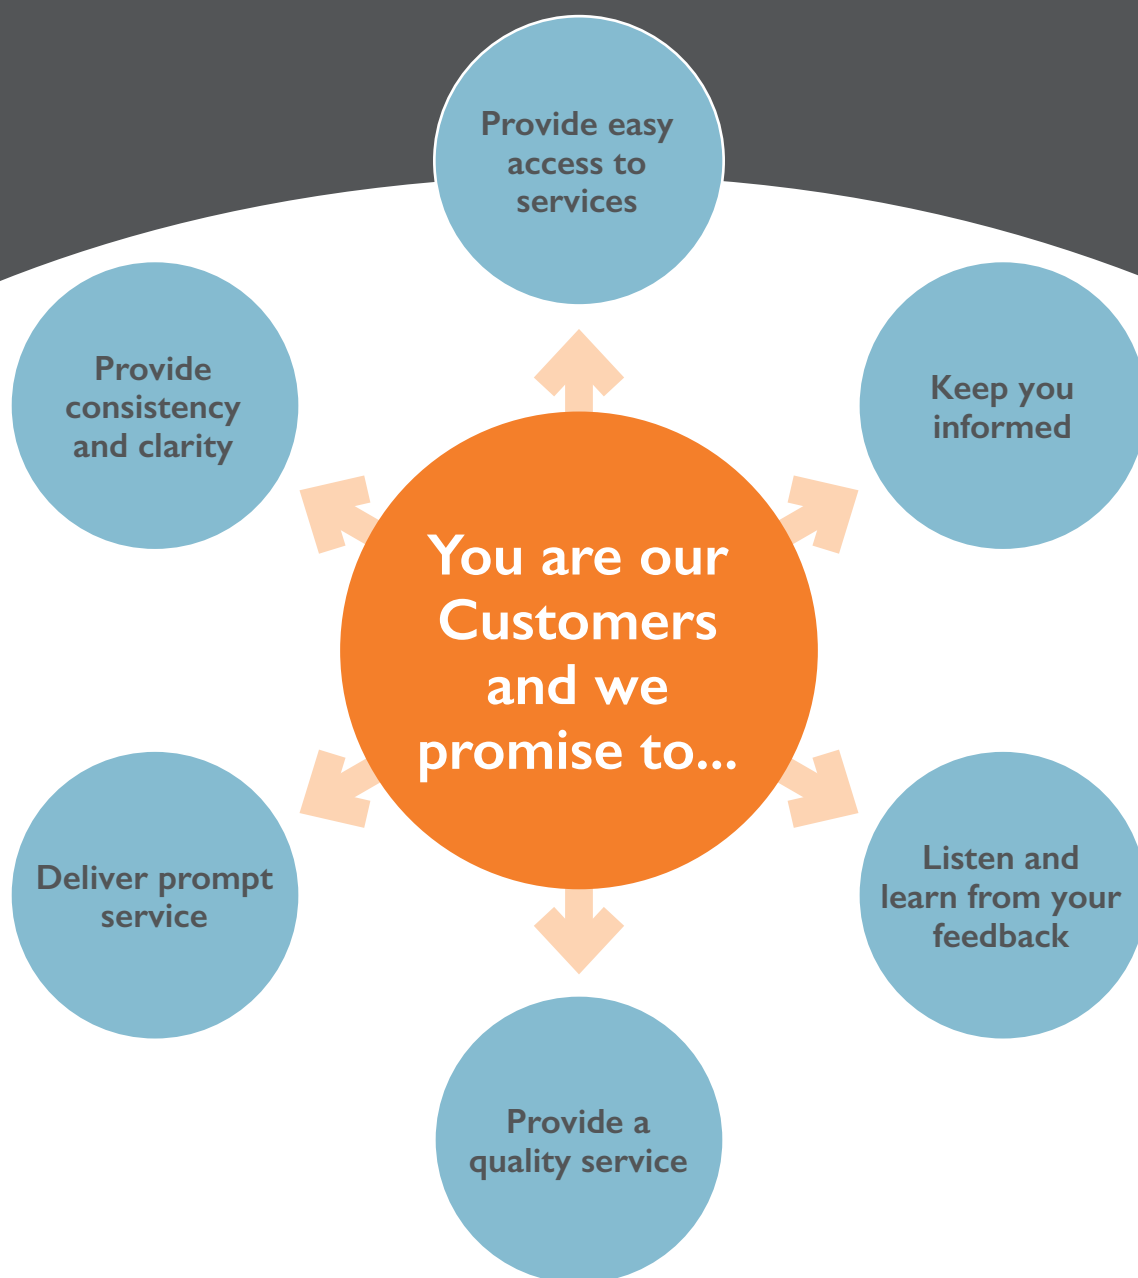 Provide easy
access to
services
Provide
consistency
and clarity
Keep you
informed
You are our
Customers
and we
promise to...
Deliver prompt
service
Listen and
learn from your
feedback
Provide a
quality service